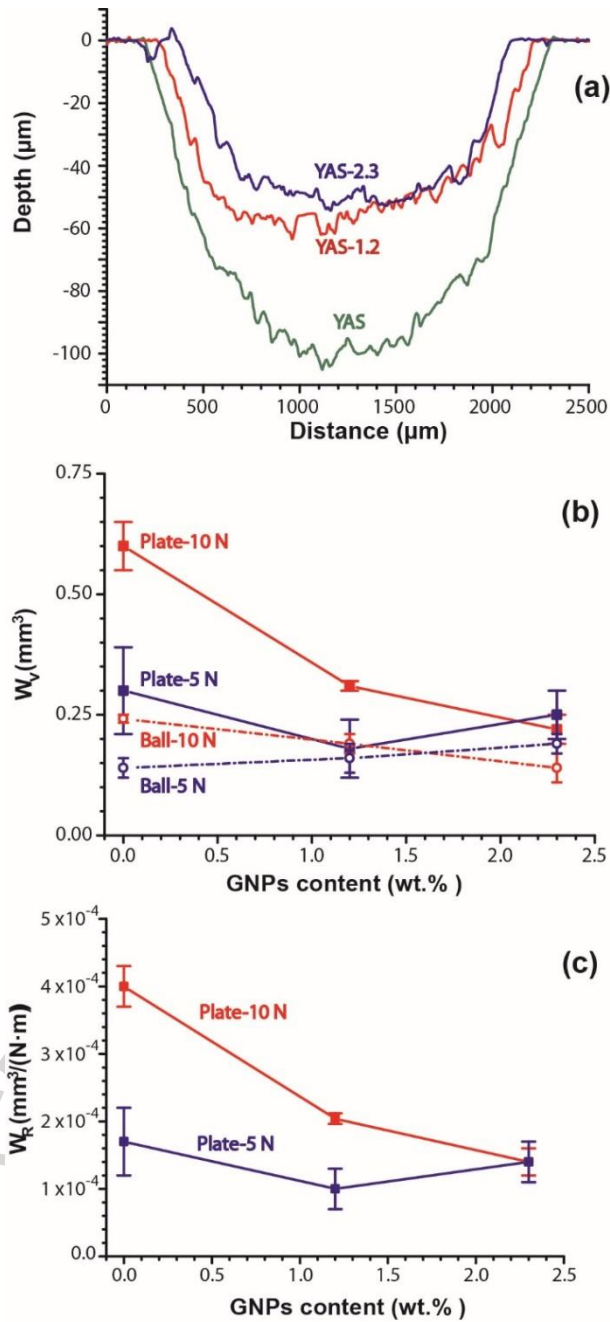 (a)
0
-20
-40
-60
-80
-100
Depth (µm)
YAS-2.3
YAS-1.2
YAS
0 500 1000 1500 2000 2500
Distance (µm)
(b)
0.75
0.50
0.25
0.00
Wv(mm³)
Plate-10 N
Plate-5 N
Ball-10 N
Ball-5 N
0.0 0.5 1.0 1.5 2.0 2.5
GNPs content (wt.% )
(c)
5 x10-4
4 x10-4
3 x10-4
2 x10-4
1 x10-4
0.0
WR(mm³/(N·m)
Plate-10 N
Plate-5 N
0.0 0.5 1.0 1.5 2.0 2.5
GNPs content (wt.% )